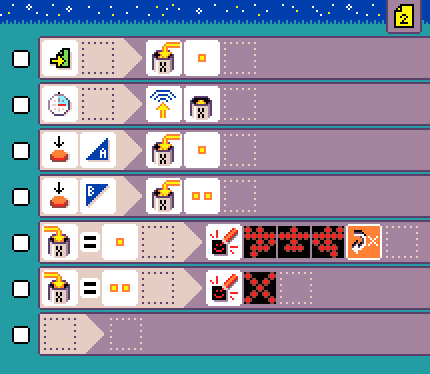 2
X
X
A X
B X
X = X
X =